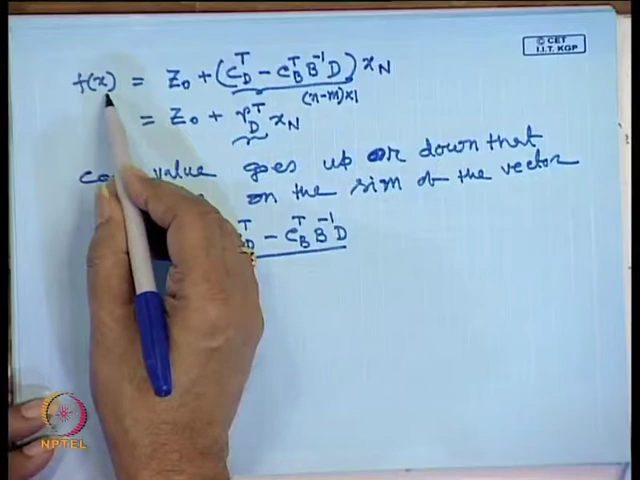 © CET
I.I.T. KGP
f(x) = Z₀ + (C_D^T − C_B^T B^{-1} D) x_N
(n-m)×1
= Z₀ + r_D^T x_N
value goes up or down that
on the sign of the vector
− C_B^T B^{-1} D
NPTEL